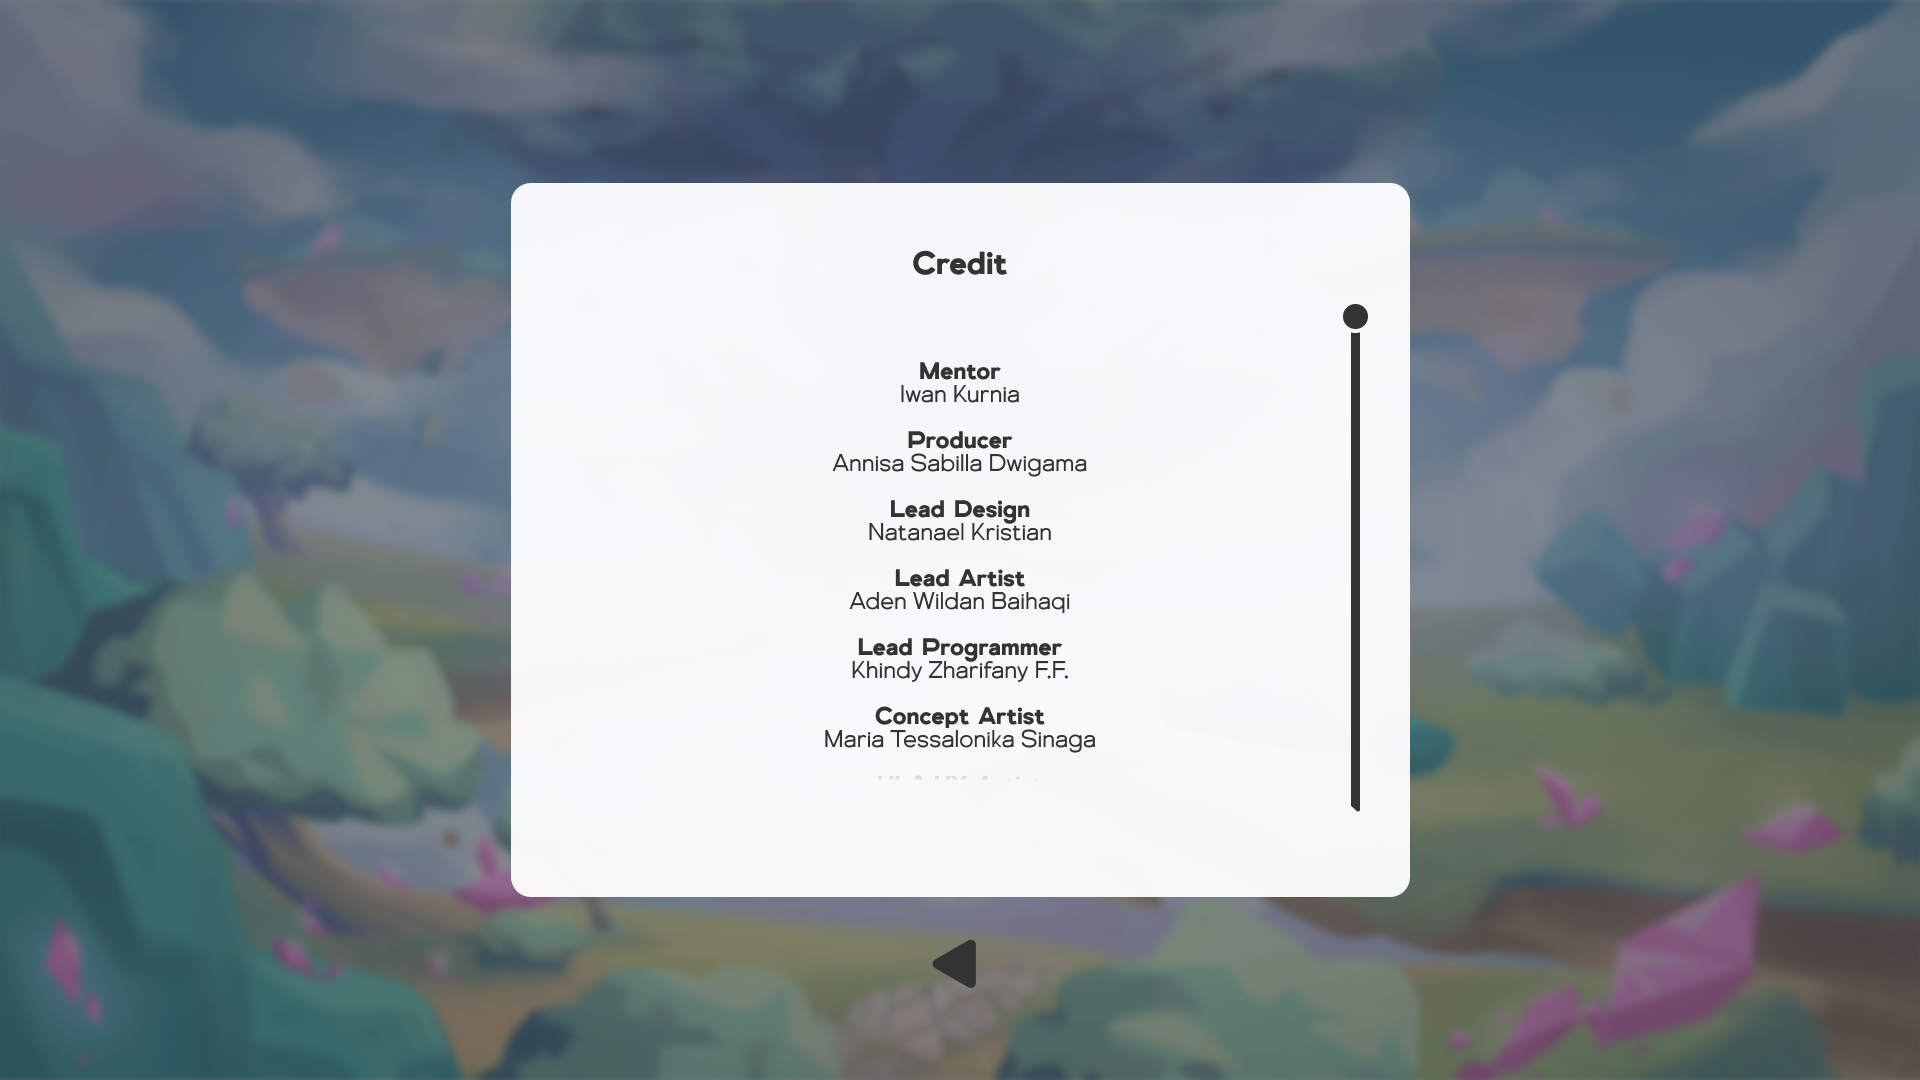 Credit
Mentor
Iwan Kurnia
Producer
Annisa Sabilla Dwigama
Lead Design
Natanael Kristian
Lead Artist
Aden Wildan Baihaqi
Lead Programmer
Khindy Zharifany F.F.
Concept Artist
Maria Tessalonika Sinaga